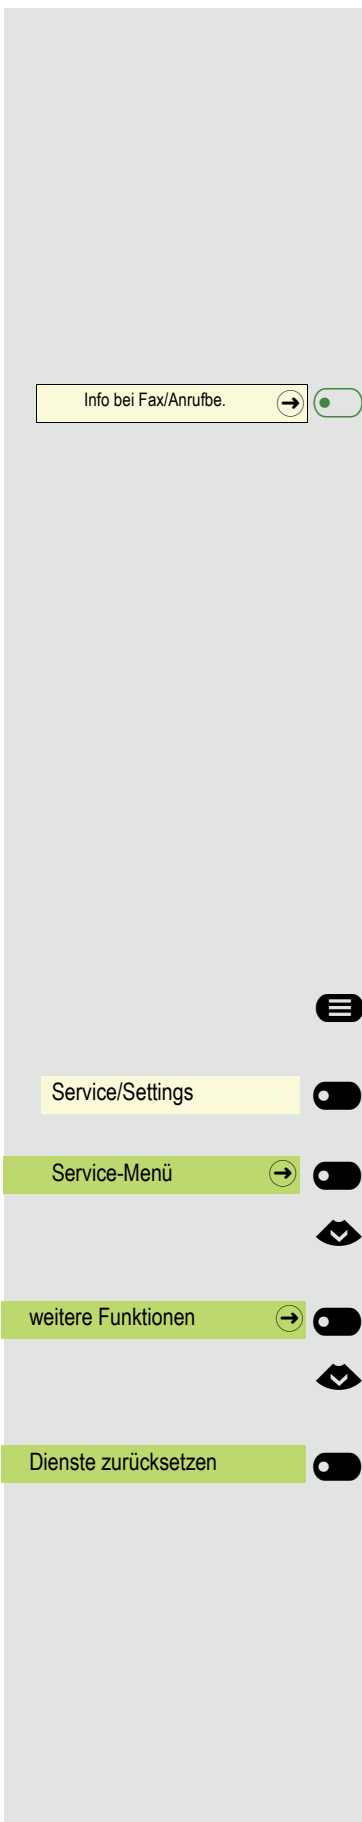 Info bei Fax/Anrufbe.
Service/Settings
Service-Menü
weitere Funktionen
Dienste zurücksetzen